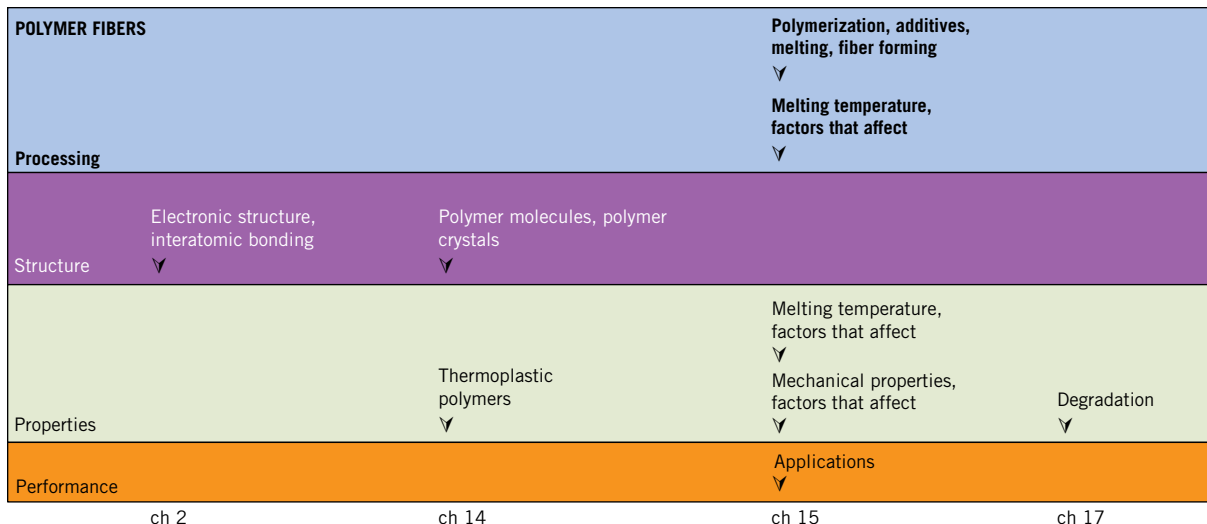 POLYMER FIBERS
Polymerization, additives,
melting, fiber forming
Melting temperature,
factors that affect
Processing
Electronic structure,
interatomic bonding
Polymer molecules, polymer
crystals
Structure
Melting temperature,
factors that affect
Thermoplastic
polymers
Mechanical properties,
factors that affect
Degradation
Properties
Applications
Performance
ch 2
ch 14
ch 15
ch 17